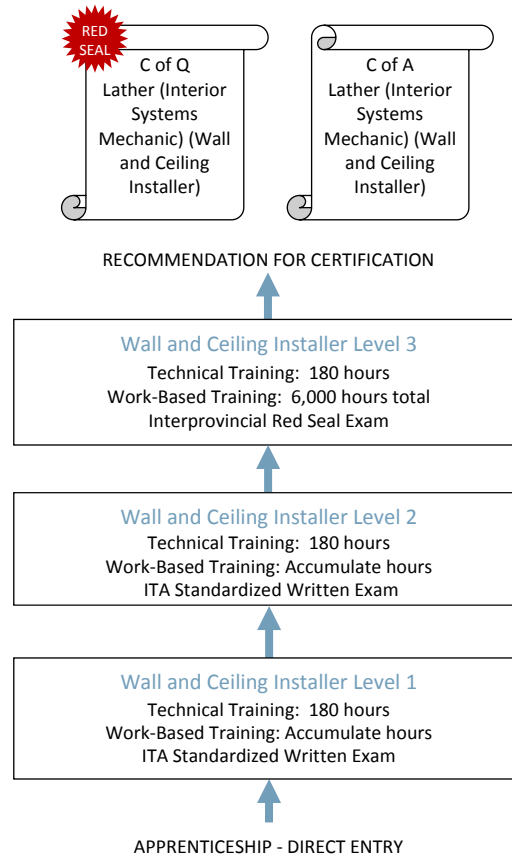 RED
SEAL
C of Q
Lather (Interior
Systems
Mechanic) (Wall
and Ceiling
Installer)
C of A
Lather (Interior
Systems
Mechanic) (Wall
and Ceiling
Installer)
RECOMMENDATION FOR CERTIFICATION
Wall and Ceiling Installer Level 3
Technical Training:  180 hours
Work-Based Training:  6,000 hours total
Interprovincial Red Seal Exam
Wall and Ceiling Installer Level 2
Technical Training:  180 hours
Work-Based Training: Accumulate hours
ITA Standardized Written Exam
Wall and Ceiling Installer Level 1
Technical Training:  180 hours
Work-Based Training: Accumulate hours
ITA Standardized Written Exam
APPRENTICESHIP - DIRECT ENTRY